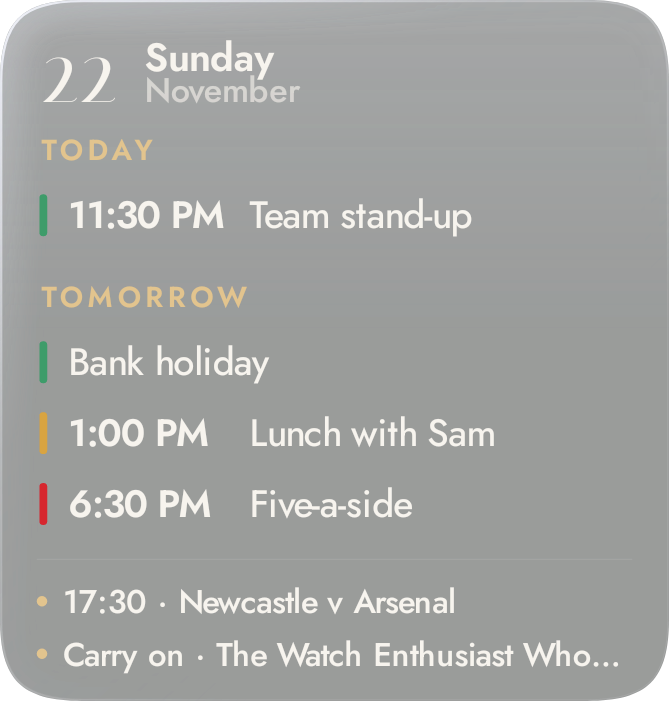 22 Sunday
November
TODAY
11:30 PM Team stand-up
TOMORROW
Bank holiday
1:00 PM Lunch with Sam
6:30 PM Five-a-side
17:30 · Newcastle v Arsenal
Carry on · The Watch Enthusiast Who...